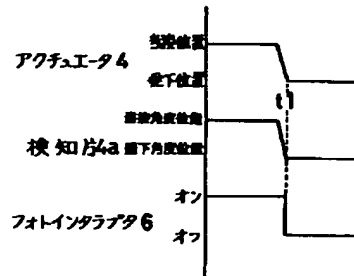 当接位置
アクチュエータ4
垂下位置
t1
当接角度位置
検知片4a 垂下角度位置
オン
フォトインタラプタ6
オフ